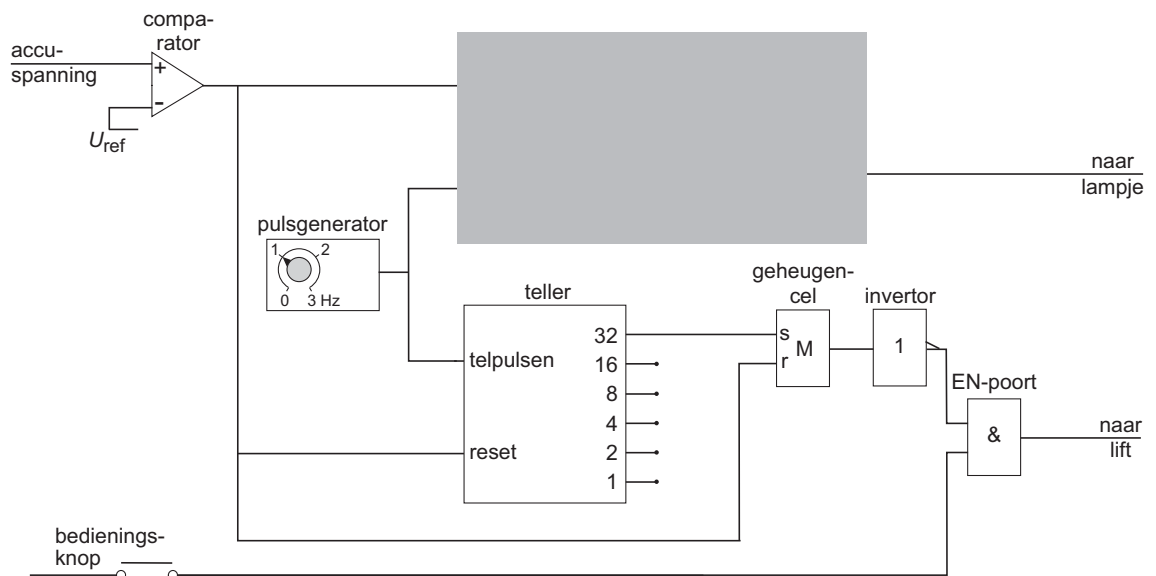 compa-
rator
accu-
spanning
+
-
Uref
naar
lampje
pulsgenerator
1
2
0
3 Hz
teller
telpulsen
reset
32
16
8
4
2
1
geheugen-
cel
s
r
M
invertor
1
EN-poort
&
naar
lift
bedienings-
knop